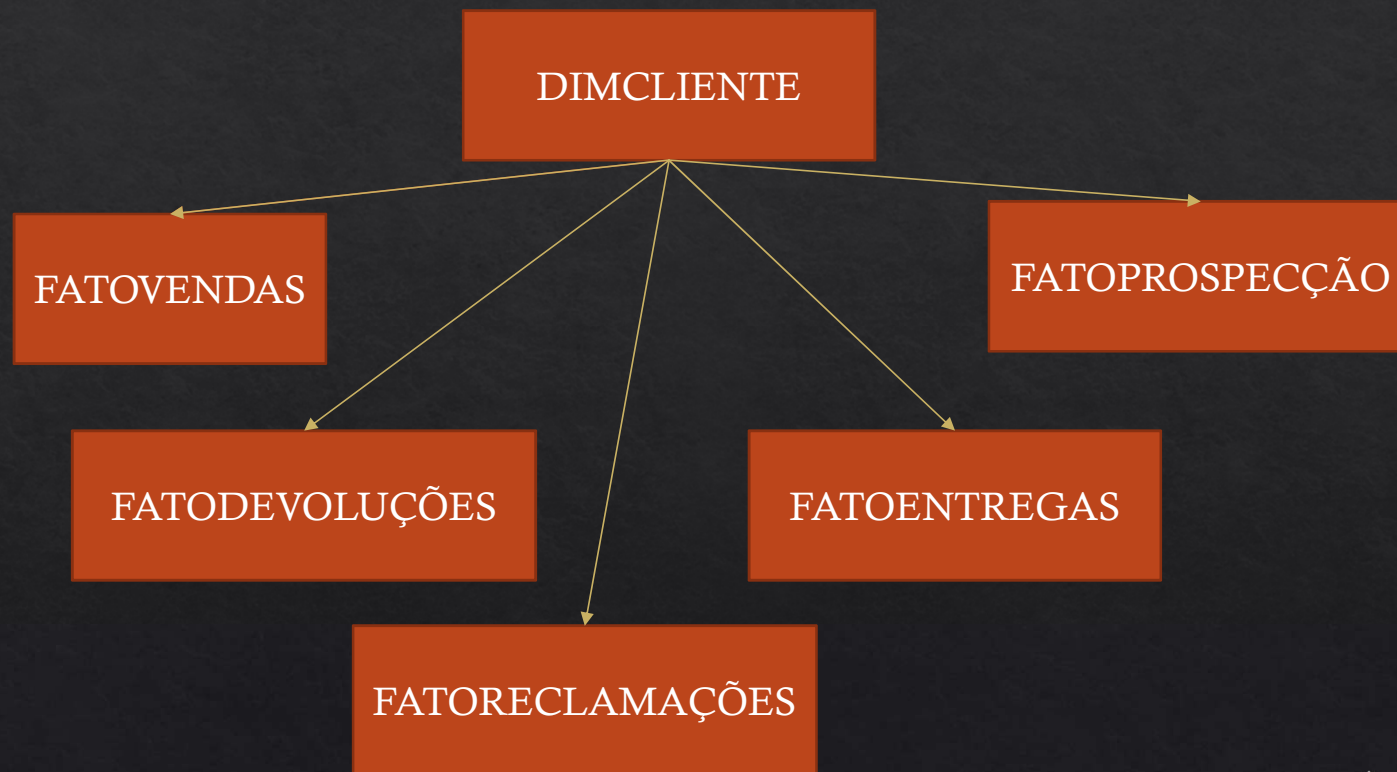 DIMCLIENTE
FATOVENDAS
FATOPROSPECÇÃO
FATODEVOLUÇÕES
FATOENTREGAS
FATORECLAMAÇÕES